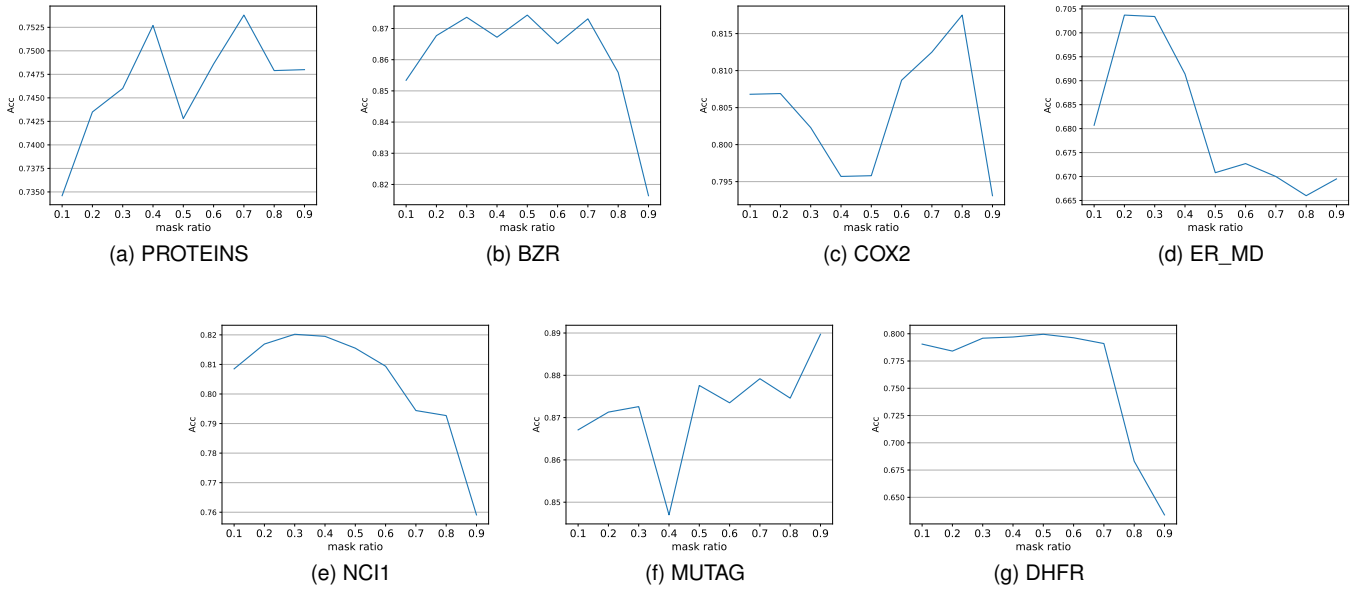 0.7525
0.7500
0.7475
0.7450
0.7425
0.7400
0.7375
0.7350
Acc
0.1 0.2 0.3 0.4 0.5 0.6 0.7 0.8 0.9
mask ratio
(a) PROTEINS
0.87
0.86
0.85
0.84
0.83
0.82
Acc
0.1 0.2 0.3 0.4 0.5 0.6 0.7 0.8 0.9
mask ratio
(b) BZR
0.815
0.810
0.805
0.800
0.795
Acc
0.1 0.2 0.3 0.4 0.5 0.6 0.7 0.8 0.9
mask ratio
(c) COX2
0.705
0.700
0.695
0.690
0.685
0.680
0.675
0.670
0.665
Acc
0.1 0.2 0.3 0.4 0.5 0.6 0.7 0.8 0.9
mask ratio
(d) ER_MD
0.82
0.81
0.80
0.79
0.78
0.77
0.76
Acc
0.1 0.2 0.3 0.4 0.5 0.6 0.7 0.8 0.9
mask ratio
(e) NCI1
0.89
0.88
0.87
0.86
0.85
Acc
0.1 0.2 0.3 0.4 0.5 0.6 0.7 0.8 0.9
mask ratio
(f) MUTAG
0.800
0.775
0.750
0.725
0.700
0.675
0.650
Acc
0.1 0.2 0.3 0.4 0.5 0.6 0.7 0.8 0.9
mask ratio
(g) DHFR